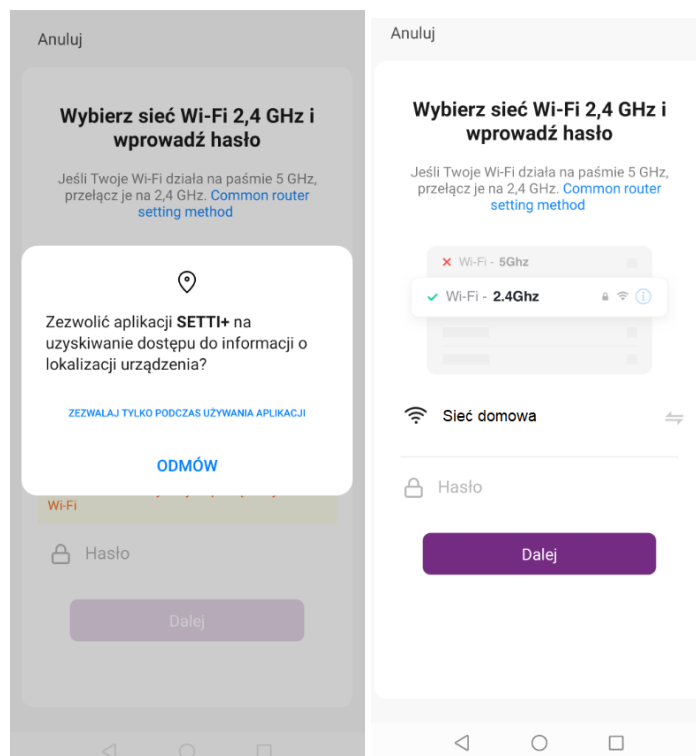 Anuluj
Wybierz sieć Wi-Fi 2,4 GHz i
wprowadź hasło
Jeśli Twoje Wi-Fi działa na paśmie 5 GHz,
przełącz je na 2,4 GHz. Common router
setting method
Zezwolić aplikacji SETTI+ na
uzyskiwanie dostępu do informacji o
lokalizacji urządzenia?
ZEZWALAJ TYLKO PODCZAS UŻYWANIA APLIKACJI
ODMÓW
Wi-Fi
Hasło
Dalej
Anuluj
Wybierz sieć Wi-Fi 2,4 GHz i
wprowadź hasło
Jeśli Twoje Wi-Fi działa na paśmie 5 GHz,
przełącz je na 2,4 GHz. Common router
setting method
Wi-Fi - 5Ghz
Wi-Fi - 2.4Ghz
Sieć domowa
Hasło
Dalej